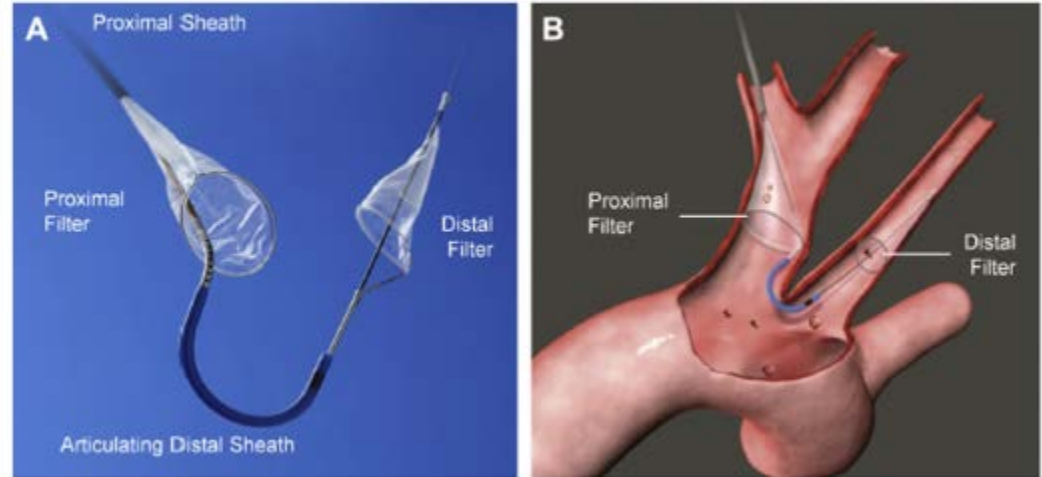 A
Proximal Sheath
Proximal
Filter
Distal
Filter
Articulating Distal Sheath
B
Proximal
Filter
Distal
Filter